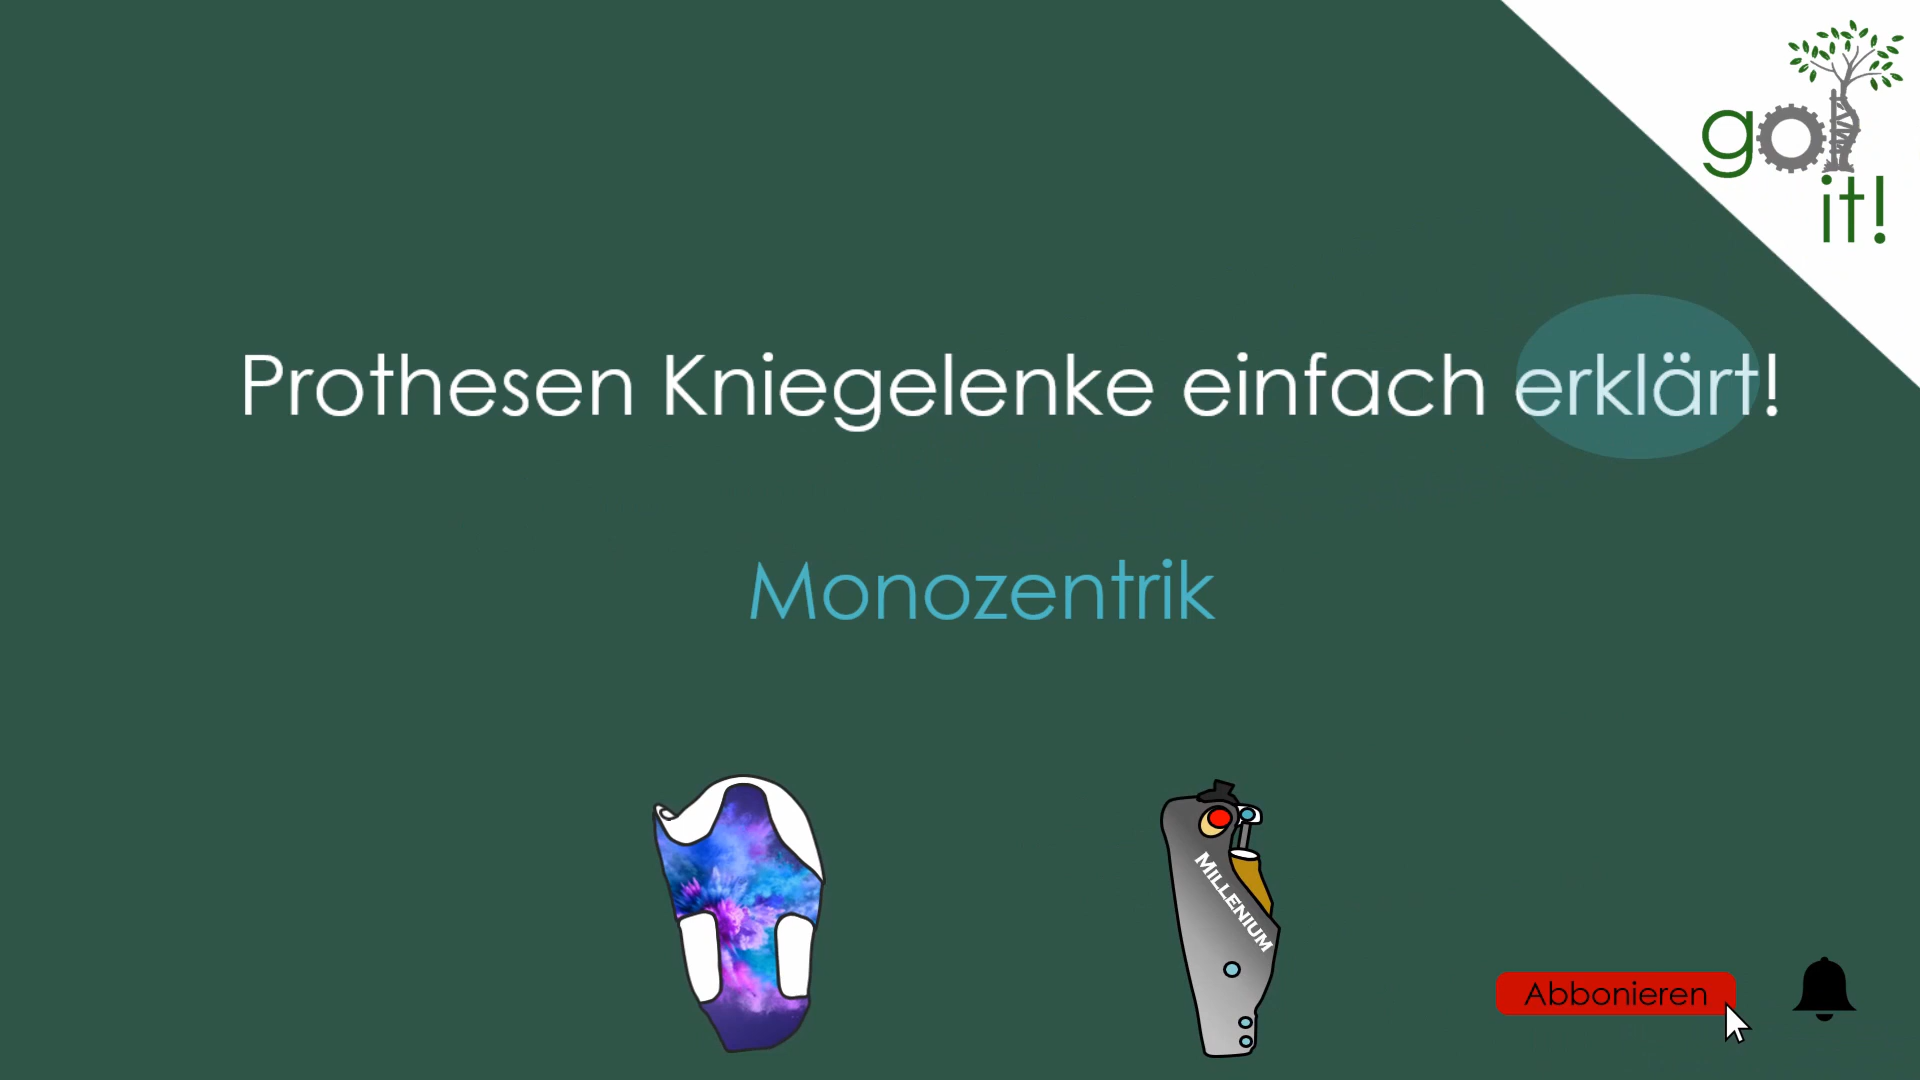 go
it!
Prothesen Kniegelenke einfach erklärt!
Monozentrik
MILLENIUM
Abbonieren